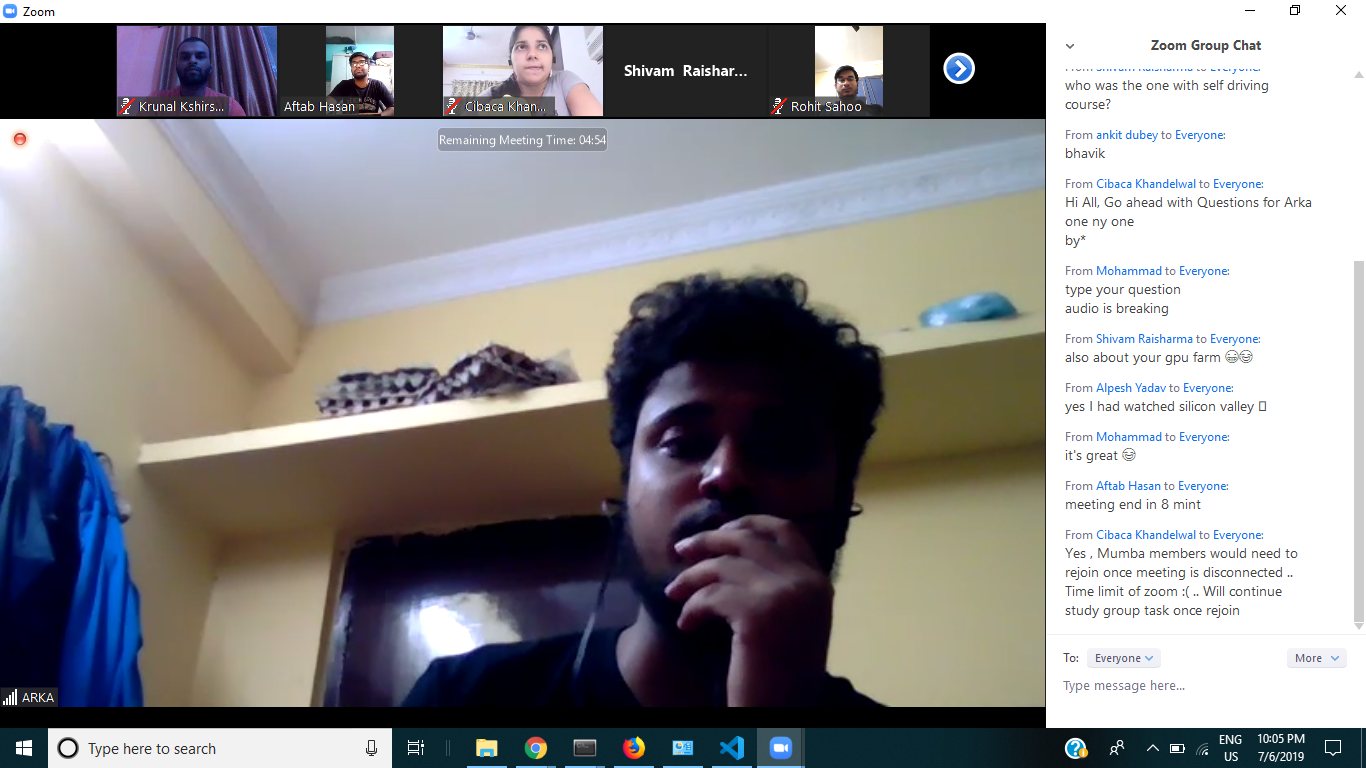 Zoom
Krunal Kshirs...
Aftab Hasan
Cibaca Khan...
Shivam Raishar...
Rohit Sahoo
Remaining Meeting Time: 04:54
ARKA
Zoom Group Chat
From Shivam Raisharma to Everyone:
who was the one with self driving
course?
From ankit dubey to Everyone:
bhavik
From Cibaca Khandelwal to Everyone:
Hi All, Go ahead with Questions for Arka
one ny one
by*
From Mohammad to Everyone:
type your question
audio is breaking
From Shivam Raisharma to Everyone:
also about your gpu farm 😁😅
From Alpesh Yadav to Everyone:
yes I had watched silicon valley
From Mohammad to Everyone:
it's great 😅
From Aftab Hasan to Everyone:
meeting end in 8 mint
From Cibaca Khandelwal to Everyone:
Yes , Mumba members would need to
rejoin once meeting is disconnected ..
Time limit of zoom :( .. Will continue
study group task once rejoin
To: Everyone More
Type message here...
Type here to search
ENG
US
10:05 PM
7/6/2019